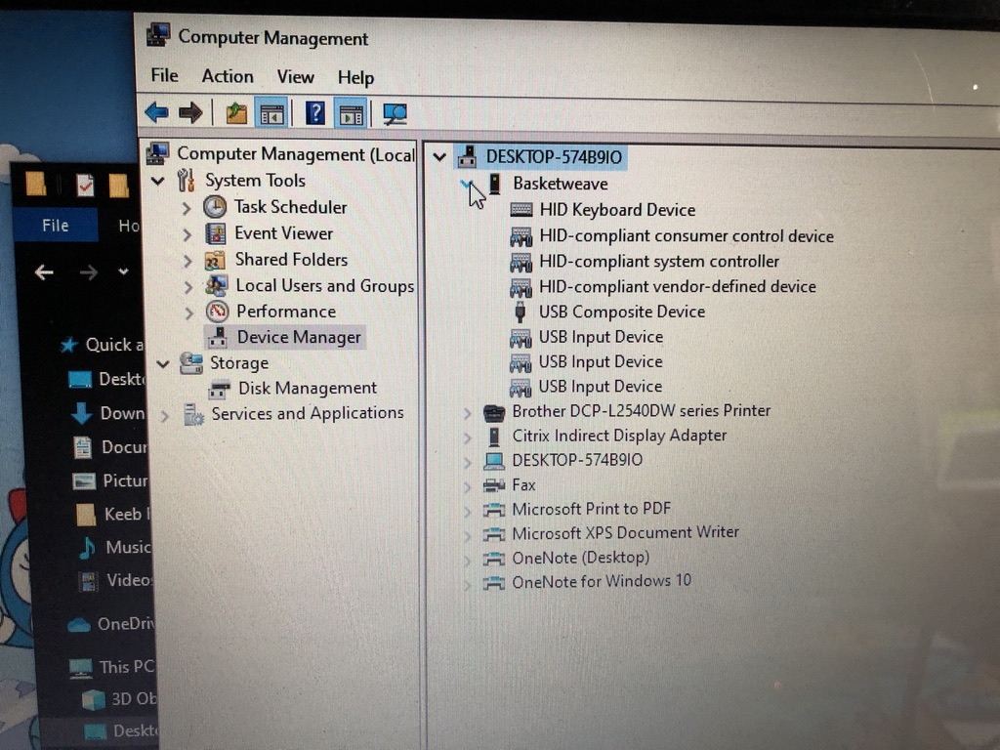 Computer Management
File Action View Help
Computer Management (Local
System Tools
Task Scheduler
Event Viewer
Shared Folders
Local Users and Groups
Performance
Device Manager
Storage
Disk Management
Services and Applications
DESKTOP-574B9IO
Basketweave
HID Keyboard Device
HID-compliant consumer control device
HID-compliant system controller
HID-compliant vendor-defined device
USB Composite Device
USB Input Device
USB Input Device
USB Input Device
Brother DCP-L2540DW series Printer
Citrix Indirect Display Adapter
DESKTOP-574B9IO
Fax
Microsoft Print to PDF
Microsoft XPS Document Writer
OneNote (Desktop)
OneNote for Windows 10
File Ho
Quick a
Deskt
Down
Docur
Pictur
Keeb
Music
Video
OneDri
This PC
3D Ob
Deskt